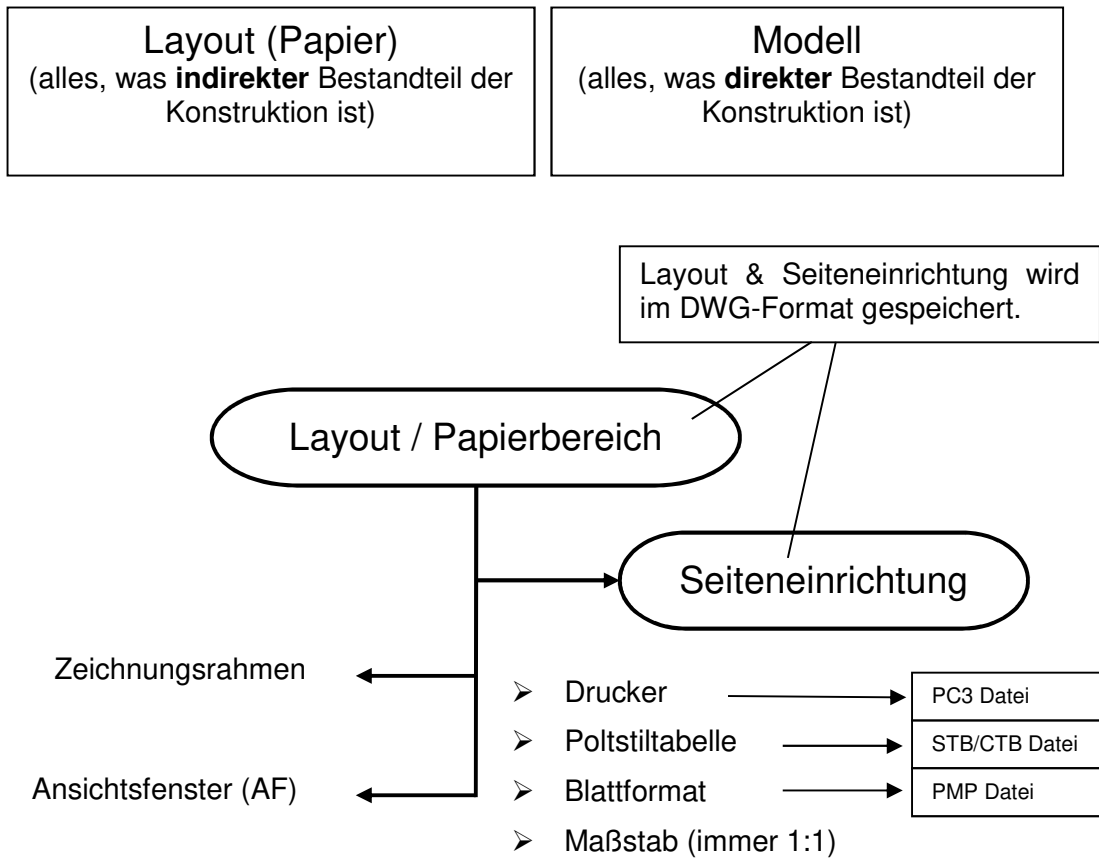 Layout (Papier)
(alles, was indirekter Bestandteil der
Konstruktion ist)
Modell
(alles, was direkter Bestandteil der
Konstruktion ist)
Layout & Seiteneinrichtung wird
im DWG-Format gespeichert.
Layout / Papierbereich
Seiteneinrichtung
Zeichnungsrahmen
Ansichtsfenster (AF)
➢ Drucker
PC3 Datei
➢ Poltstiltabelle
STB/CTB Datei
➢ Blattformat
PMP Datei
➢ Maßstab (immer 1:1)